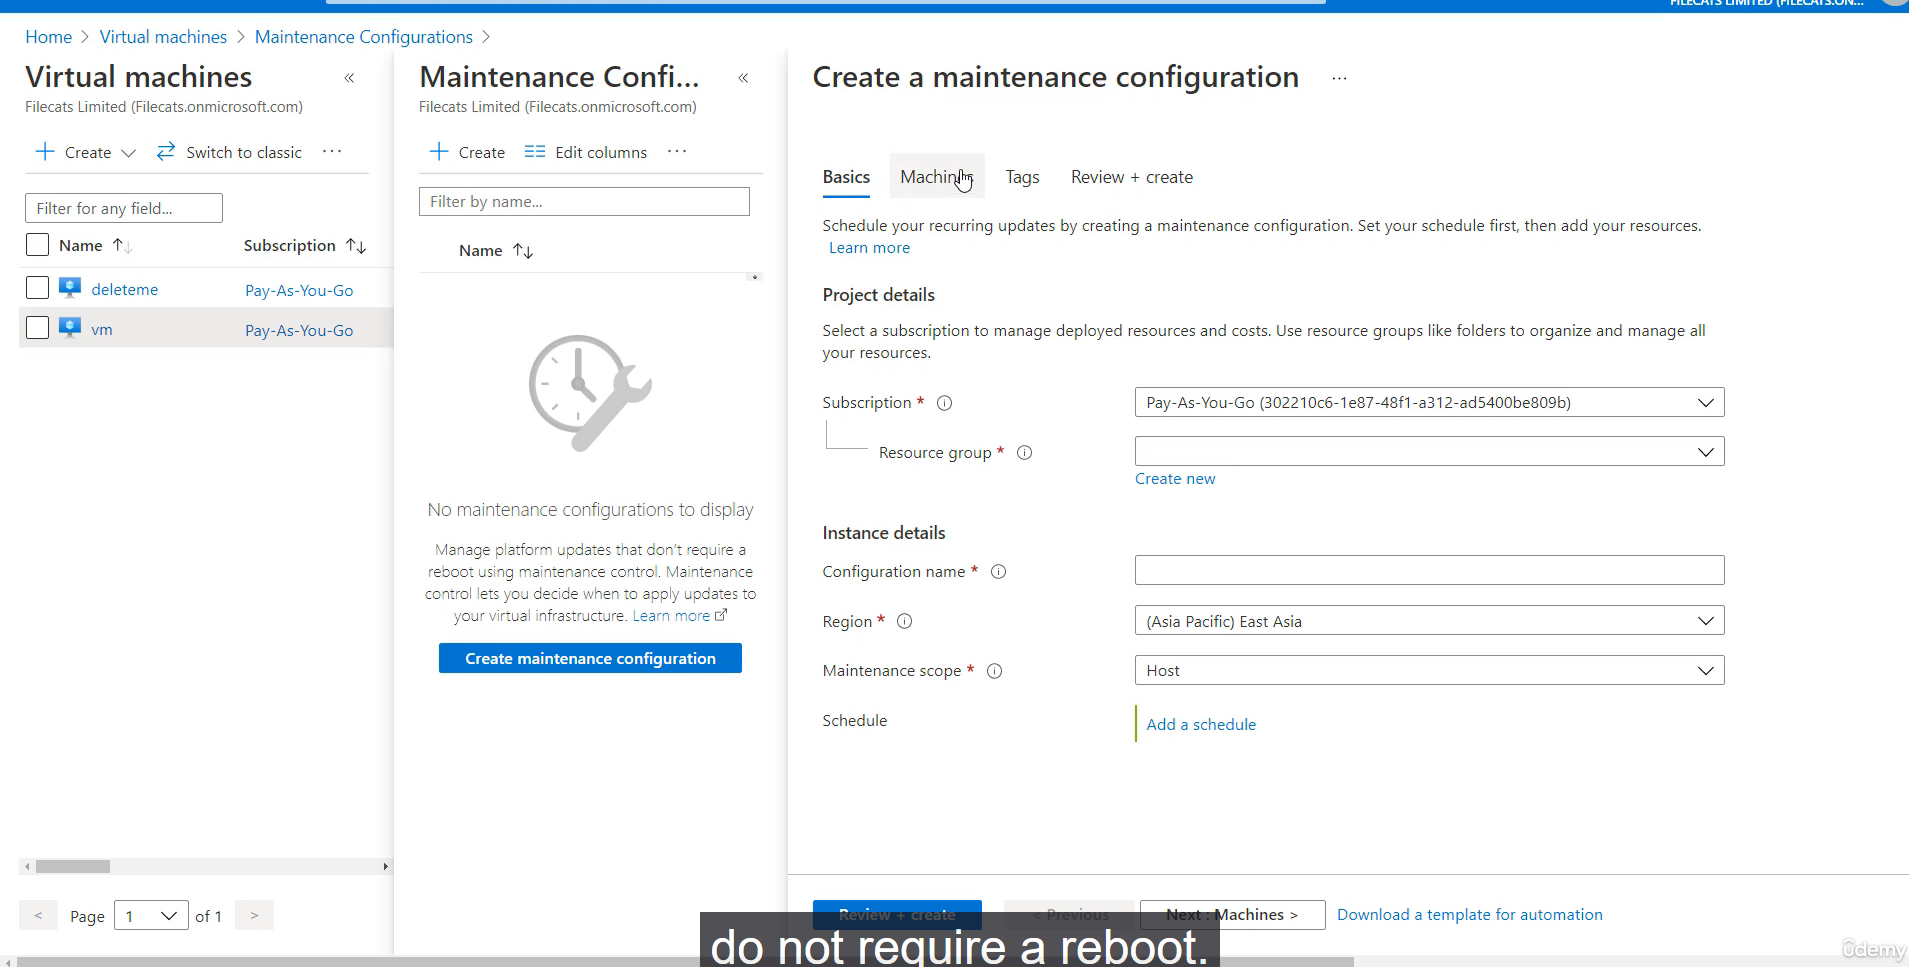 FILECATS LIMITED (FILECATS.ON...
Home > Virtual machines > Maintenance Configurations >
Virtual machines
«
Filecats Limited (Filecats.onmicrosoft.com)
Create
Switch to classic
...
Filter for any field...
Name
Subscription
deleteme
Pay-As-You-Go
vm
Pay-As-You-Go
< Page 1 of 1 >
Maintenance Confi...
«
Filecats Limited (Filecats.onmicrosoft.com)
+ Create
Edit columns
...
Filter by name...
Name
No maintenance configurations to display
Manage platform updates that don't require a
reboot using maintenance control. Maintenance
control lets you decide when to apply updates to
your virtual infrastructure. Learn more
Create maintenance configuration
Create a maintenance configuration ...
Basics Machines Tags Review + create
Schedule your recurring updates by creating a maintenance configuration. Set your schedule first, then add your resources.
Learn more
Project details
Select a subscription to manage deployed resources and costs. Use resource groups like folders to organize and manage all
your resources.
Subscription *
Pay-As-You-Go (302210c6-1e87-48f1-a312-ad5400be809b)
Resource group *
Create new
Instance details
Configuration name *
Region *
(Asia Pacific) East Asia
Maintenance scope *
Host
Schedule
Add a schedule
Review + create
< Previous
Next : Machines >
Download a template for automation
do not require a reboot.
ûdemy